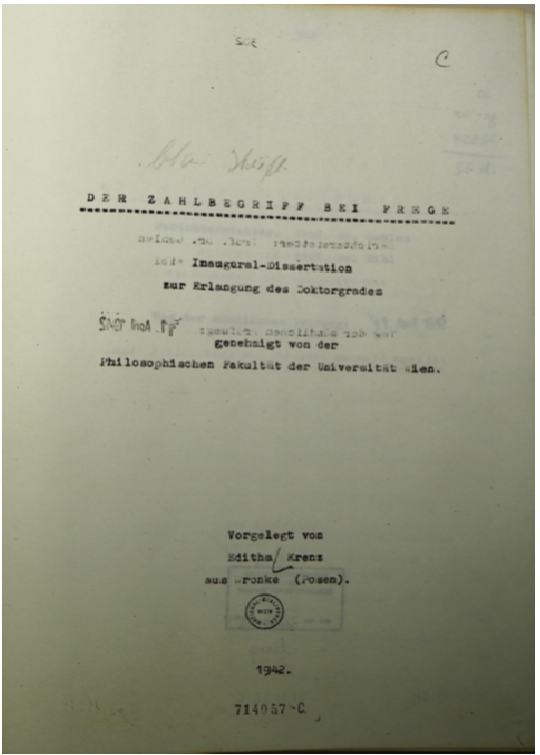 C
DER ZAHLBEGRIFF BEI FREGE
Inaugural-Dissertation
zur Erlangung des Doktorgrades
genehmigt von der
Philosophischen Fakultät der Universität Wien.
Vorgelegt von
Editha Krenz
aus Wronke (Posen).
1942.
714057-C.